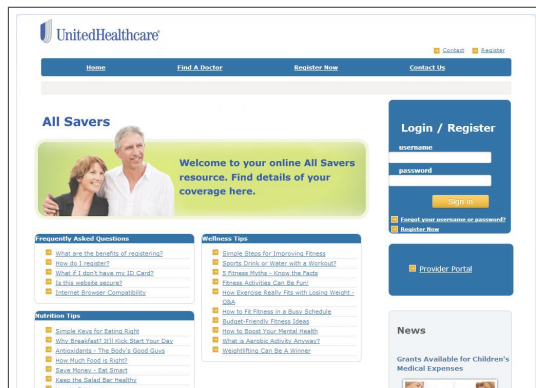 UnitedHealthcare®
Contact Register
Home Find A Doctor Register Now Contact Us
All Savers
Welcome to your online All Savers
resource. Find details of your
coverage here.
Login / Register
username
password
Sign in
Forgot your username or password?
Register Now
Frequently Asked Questions
What are the benefits of registering?
How do I register?
What if I don't have my ID Card?
Is this website secure?
Internet Browser Compatibility
Wellness Tips
Simple Steps for Improving Fitness
Sports Drink or Water with a Workout?
5 Fitness Myths - Know the Facts
Fitness Activities Can Be Fun!
How Exercise Really Fits with Losing Weight -
Q&A
How to Fit Fitness in a Busy Schedule
Budget-Friendly Fitness Ideas
How to Boost Your Mental Health
What is Aerobic Activity Anyway?
Weightlifting Can Be A Winner
Nutrition Tips
Simple Keys for Eating Right
Why Breakfast? It'll Kick Start Your Day
Antioxidants - The Body's Good Guys
How Much Food is Right?
Save Money - Eat Smart
Keep the Salad Bar Healthy
Provider Portal
News
Grants Available for Children's
Medical Expenses